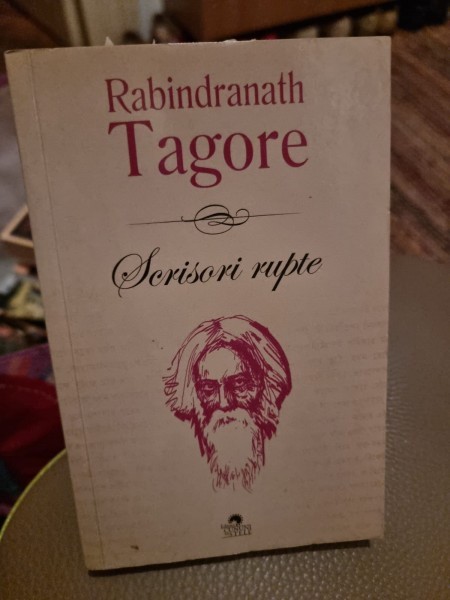 Rabindranath
Tagore
Scrisori rupte